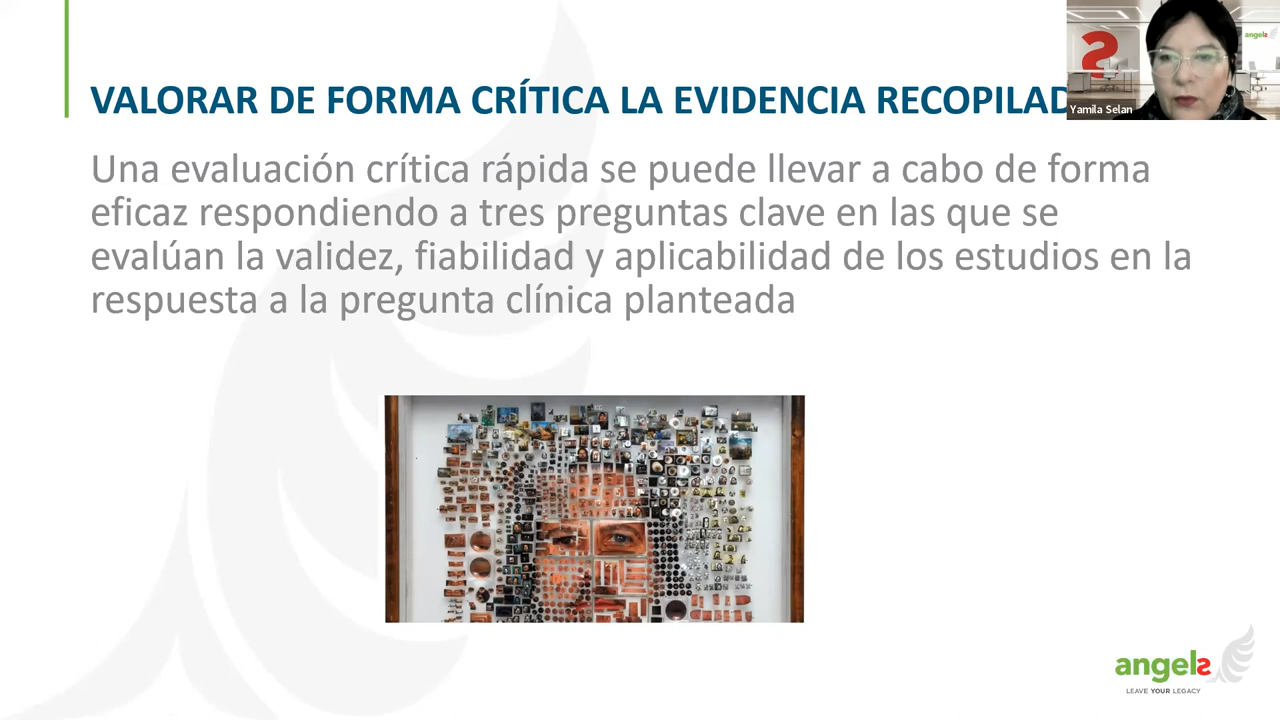 VALORAR DE FORMA CRÍTICA LA EVIDENCIA RECOPILAD
Una evaluación crítica rápida se puede llevar a cabo de forma
eficaz respondiendo a tres preguntas clave en las que se
evalúan la validez, fiabilidad y aplicabilidad de los estudios en la
respuesta a la pregunta clínica planteada
angels
Yamila Selan
angels
LEAVE YOUR LEGACY